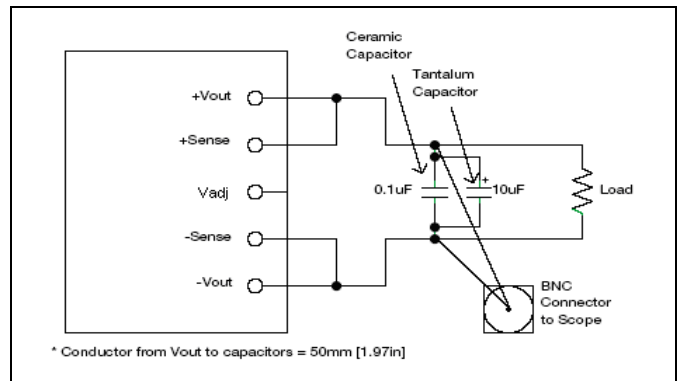 Ceramic
Capacitor
Tantalum
Capacitor
+Vout
+Sense
Vadj
-Sense
-Vout
0.1uF
+
10uF
Load
BNC
Connector
to Scope
* Conductor from Vout to capacitors = 50mm [1.97in]